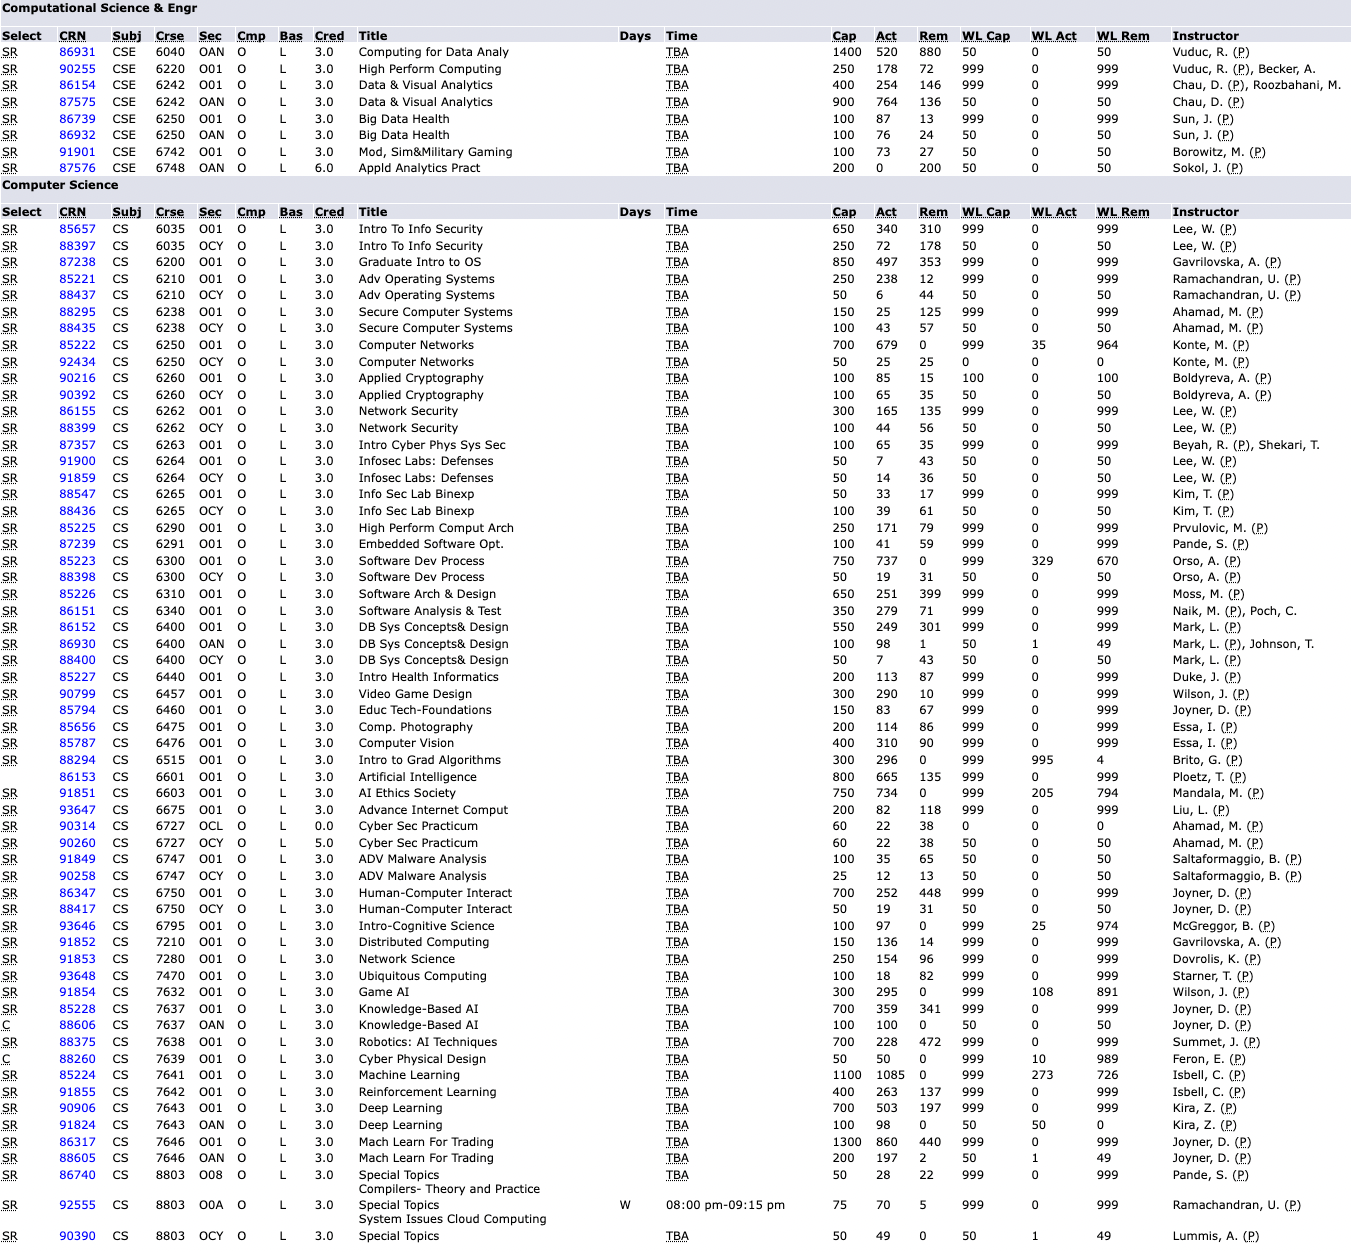 Computational Science & Engr
Select CRN Subj Crse Sec Cmp Bas Cred Title Days Time Cap Act Rem WL Cap WL Act WL Rem Instructor
SR 86931 CSE 6040 OAN O L 3.0 Computing for Data Analy TBA 1400 520 880 50 0 50 Vuduc, R. (P)
SR 90255 CSE 6220 O01 O L 3.0 High Perform Computing TBA 250 178 72 999 0 999 Vuduc, R. (P), Becker, A.
SR 86154 CSE 6242 O01 O L 3.0 Data & Visual Analytics TBA 400 254 146 999 0 999 Chau, D. (P), Roozbahani, M.
SR 87575 CSE 6242 OAN O L 3.0 Data & Visual Analytics TBA 900 764 136 50 0 50 Chau, D. (P)
SR 86739 CSE 6250 O01 O L 3.0 Big Data Health TBA 100 87 13 999 0 999 Sun, J. (P)
SR 86932 CSE 6250 OAN O L 3.0 Big Data Health TBA 100 76 24 50 0 50 Sun, J. (P)
SR 91901 CSE 6742 O01 O L 3.0 Mod, Sim&Military Gaming TBA 100 73 27 50 0 50 Borowitz, M. (P)
SR 87576 CSE 6748 OAN O L 6.0 Appld Analytics Pract TBA 200 0 200 50 0 50 Sokol, J. (P)
Computer Science
Select CRN Subj Crse Sec Cmp Bas Cred Title Days Time Cap Act Rem WL Cap WL Act WL Rem Instructor
SR 85657 CS 6035 O01 O L 3.0 Intro To Info Security TBA 650 340 310 999 0 999 Lee, W. (P)
SR 88397 CS 6035 OCY O L 3.0 Intro To Info Security TBA 250 72 178 50 0 50 Lee, W. (P)
SR 87238 CS 6200 O01 O L 3.0 Graduate Intro to OS TBA 850 497 353 999 0 999 Gavrilovska, A. (P)
SR 85221 CS 6210 O01 O L 3.0 Adv Operating Systems TBA 250 238 12 999 0 999 Ramachandran, U. (P)
SR 88437 CS 6210 OCY O L 3.0 Adv Operating Systems TBA 50 6 44 50 0 50 Ramachandran, U. (P)
SR 88295 CS 6238 O01 O L 3.0 Secure Computer Systems TBA 150 25 125 999 0 999 Ahamad, M. (P)
SR 88435 CS 6238 OCY O L 3.0 Secure Computer Systems TBA 100 43 57 50 0 50 Ahamad, M. (P)
SR 85222 CS 6250 O01 O L 3.0 Computer Networks TBA 700 679 0 999 35 964 Konte, M. (P)
SR 92434 CS 6250 OCY O L 3.0 Computer Networks TBA 50 25 25 0 0 0 Konte, M. (P)
SR 90216 CS 6260 O01 O L 3.0 Applied Cryptography TBA 100 85 15 100 0 100 Boldyreva, A. (P)
SR 90392 CS 6260 OCY O L 3.0 Applied Cryptography TBA 100 65 35 50 0 50 Boldyreva, A. (P)
SR 86155 CS 6262 O01 O L 3.0 Network Security TBA 300 165 135 999 0 999 Lee, W. (P)
SR 88399 CS 6262 OCY O L 3.0 Network Security TBA 100 44 56 50 0 50 Lee, W. (P)
SR 87357 CS 6263 O01 O L 3.0 Intro Cyber Phys Sys Sec TBA 100 65 35 999 0 999 Beyah, R. (P), Shekari, T.
SR 91900 CS 6264 O01 O L 3.0 Infosec Labs: Defenses TBA 50 7 43 50 0 50 Lee, W. (P)
SR 91859 CS 6264 OCY O L 3.0 Infosec Labs: Defenses TBA 50 14 36 50 0 50 Lee, W. (P)
SR 88547 CS 6265 O01 O L 3.0 Info Sec Lab Binexp TBA 50 33 17 999 0 999 Kim, T. (P)
SR 88436 CS 6265 OCY O L 3.0 Info Sec Lab Binexp TBA 100 39 61 50 0 50 Kim, T. (P)
SR 85225 CS 6290 O01 O L 3.0 High Perform Comput Arch TBA 250 171 79 999 0 999 Prvulovic, M. (P)
SR 87239 CS 6291 O01 O L 3.0 Embedded Software Opt. TBA 100 41 59 999 0 999 Pande, S. (P)
SR 85223 CS 6300 O01 O L 3.0 Software Dev Process TBA 750 737 0 999 329 670 Orso, A. (P)
SR 88398 CS 6300 OCY O L 3.0 Software Dev Process TBA 50 19 31 50 0 50 Orso, A. (P)
SR 85226 CS 6310 O01 O L 3.0 Software Arch & Design TBA 650 251 399 999 0 999 Moss, M. (P)
SR 86151 CS 6340 O01 O L 3.0 Software Analysis & Test TBA 350 279 71 999 0 999 Naik, M. (P), Poch, C.
SR 86152 CS 6400 O01 O L 3.0 DB Sys Concepts& Design TBA 550 249 301 999 0 999 Mark, L. (P)
SR 86930 CS 6400 OAN O L 3.0 DB Sys Concepts& Design TBA 100 98 1 50 1 49 Mark, L. (P), Johnson, T.
SR 88400 CS 6400 OCY O L 3.0 DB Sys Concepts& Design TBA 50 7 43 50 0 50 Mark, L. (P)
SR 85227 CS 6440 O01 O L 3.0 Intro Health Informatics TBA 200 113 87 999 0 999 Duke, J. (P)
SR 90799 CS 6457 O01 O L 3.0 Video Game Design TBA 300 290 10 999 0 999 Wilson, J. (P)
SR 85794 CS 6460 O01 O L 3.0 Educ Tech-Foundations TBA 150 83 67 999 0 999 Joyner, D. (P)
SR 85656 CS 6475 O01 O L 3.0 Comp. Photography TBA 200 114 86 999 0 999 Essa, I. (P)
SR 85787 CS 6476 O01 O L 3.0 Computer Vision TBA 400 310 90 999 0 999 Essa, I. (P)
SR 88294 CS 6515 O01 O L 3.0 Intro to Grad Algorithms TBA 300 296 0 999 995 4 Brito, G. (P)
86153 CS 6601 O01 O L 3.0 Artificial Intelligence TBA 800 665 135 999 0 999 Ploetz, T. (P)
SR 91851 CS 6603 O01 O L 3.0 AI Ethics Society TBA 750 734 0 999 205 794 Mandala, M. (P)
SR 93647 CS 6675 O01 O L 3.0 Advance Internet Comput TBA 200 82 118 999 0 999 Liu, L. (P)
SR 90314 CS 6727 OCL O L 0.0 Cyber Sec Practicum TBA 60 22 38 0 0 0 Ahamad, M. (P)
SR 90260 CS 6727 OCY O L 5.0 Cyber Sec Practicum TBA 60 22 38 50 0 50 Ahamad, M. (P)
SR 91849 CS 6747 O01 O L 3.0 ADV Malware Analysis TBA 100 35 65 50 0 50 Saltaformaggio, B. (P)
SR 90258 CS 6747 OCY O L 3.0 ADV Malware Analysis TBA 25 12 13 50 0 50 Saltaformaggio, B. (P)
SR 86347 CS 6750 O01 O L 3.0 Human-Computer Interact TBA 700 252 448 999 0 999 Joyner, D. (P)
SR 88417 CS 6750 OCY O L 3.0 Human-Computer Interact TBA 50 19 31 50 0 50 Joyner, D. (P)
SR 93646 CS 6795 O01 O L 3.0 Intro-Cognitive Science TBA 100 97 0 999 25 974 McGreggor, B. (P)
SR 91852 CS 7210 O01 O L 3.0 Distributed Computing TBA 150 136 14 999 0 999 Gavrilovska, A. (P)
SR 91853 CS 7280 O01 O L 3.0 Network Science TBA 250 154 96 999 0 999 Dovrolis, K. (P)
SR 93648 CS 7470 O01 O L 3.0 Ubiquitous Computing TBA 100 18 82 999 0 999 Starner, T. (P)
SR 91854 CS 7632 O01 O L 3.0 Game AI TBA 300 295 0 999 108 891 Wilson, J. (P)
SR 85228 CS 7637 O01 O L 3.0 Knowledge-Based AI TBA 700 359 341 999 0 999 Joyner, D. (P)
C 88606 CS 7637 OAN O L 3.0 Knowledge-Based AI TBA 100 100 0 50 0 50 Joyner, D. (P)
SR 88375 CS 7638 O01 O L 3.0 Robotics: AI Techniques TBA 700 228 472 999 0 999 Summet, J. (P)
C 88260 CS 7639 O01 O L 3.0 Cyber Physical Design TBA 50 50 0 999 10 989 Feron, E. (P)
SR 85224 CS 7641 O01 O L 3.0 Machine Learning TBA 1100 1085 0 999 273 726 Isbell, C. (P)
SR 91855 CS 7642 O01 O L 3.0 Reinforcement Learning TBA 400 263 137 999 0 999 Isbell, C. (P)
SR 90906 CS 7643 O01 O L 3.0 Deep Learning TBA 700 503 197 999 0 999 Kira, Z. (P)
SR 91824 CS 7643 OAN O L 3.0 Deep Learning TBA 100 98 0 50 50 0 Kira, Z. (P)
SR 86317 CS 7646 O01 O L 3.0 Mach Learn For Trading TBA 1300 860 440 999 0 999 Joyner, D. (P)
SR 88605 CS 7646 OAN O L 3.0 Mach Learn For Trading TBA 200 197 2 50 1 49 Joyner, D. (P)
SR 86740 CS 8803 O08 O L 3.0 Special Topics TBA 50 28 22 999 0 999 Pande, S. (P)
Compilers- Theory and Practice
SR 92555 CS 8803 O0A O L 3.0 Special Topics W 08:00 pm-09:15 pm 75 70 5 999 0 999 Ramachandran, U. (P)
System Issues Cloud Computing
SR 90390 CS 8803 OCY O L 3.0 Special Topics TBA 50 49 0 50 1 49 Lummis, A. (P)